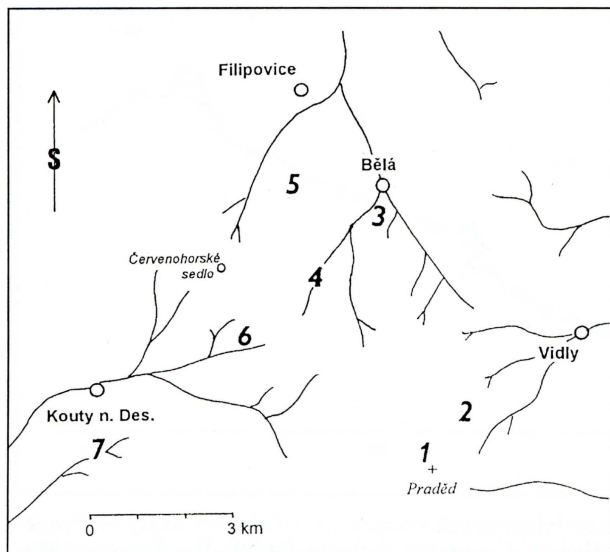 Filipovice
S
Bělá
5
3
Červenohorské
sedlo
4
6
Vidly
Kouty n. Des.
2
7
1
Praděd
0
3 km